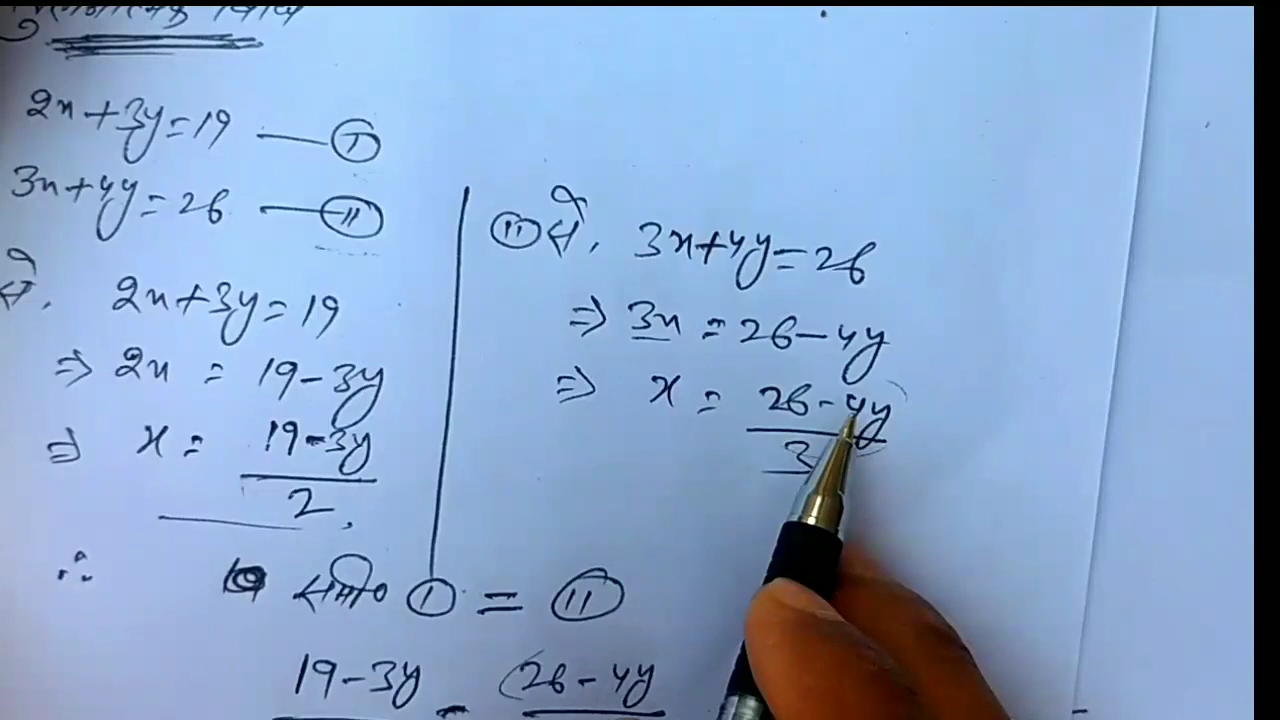 2x+3y=19 — I
3x+4y=26 — II
से, 2x+3y=19
⇒ 2x = 19-3y
⇒ x = 19-3y
2
II से, 3x+4y=26
⇒ 3x = 26-4y
⇒ x = 26-4y
3
∴ I = II
19-3y = (26-4y